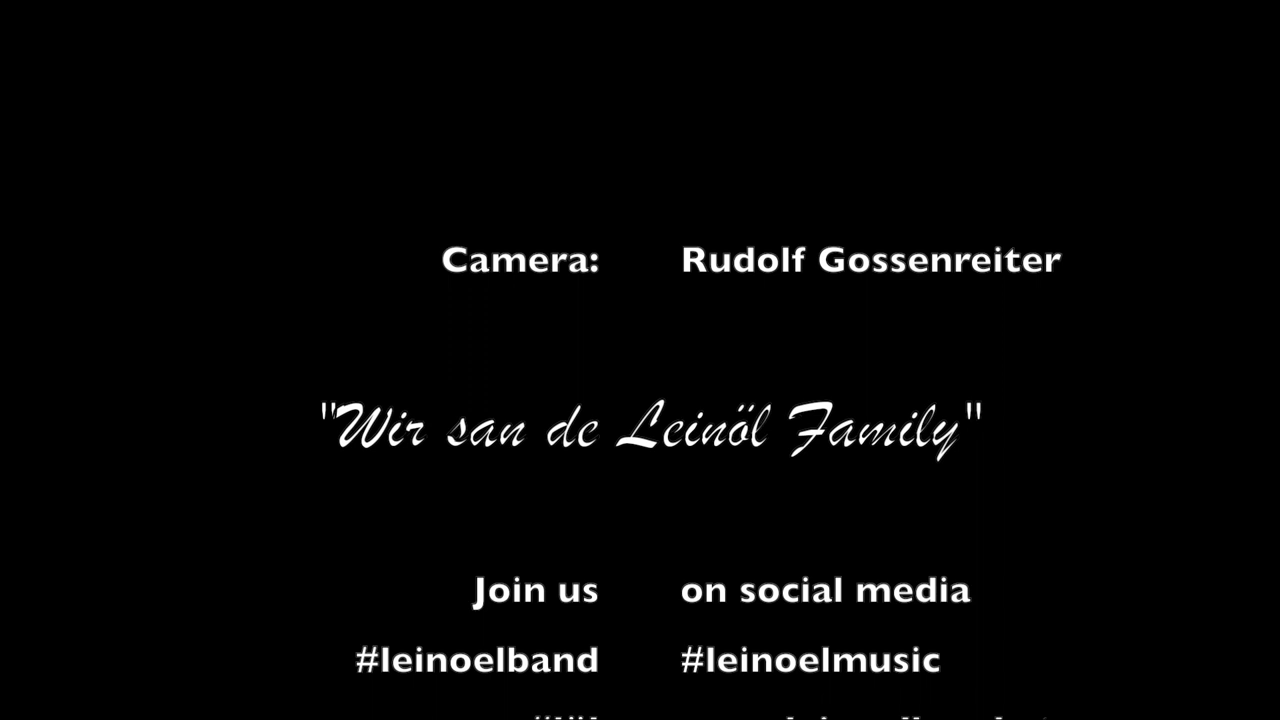 Camera: Rudolf Gossenreiter
"Wir san de Leinöl Family"
Join us on social media
#leinoelband #leinoelmusic